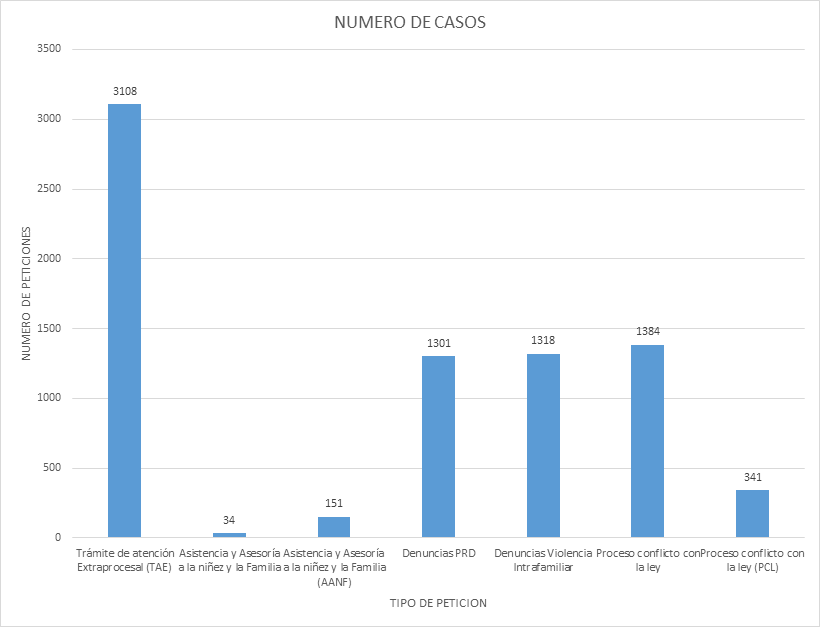 NUMERO DE CASOS
3500
3000
2500
2000
1500
1000
500
0
NUMERO DE PETICIONES
3108
34
151
1301
1318
1384
341
Trámite de atención
Extraprocesal (TAE)
Asistencia y Asesoría
a la niñez y la Familia
Asistencia y Asesoría
a la niñez y la Familia
(AANF)
Denuncias PRD
Denuncias Violencia
Intrafamiliar
Proceso conflicto con
la ley
Proceso conflicto con
la ley (PCL)
TIPO DE PETICION